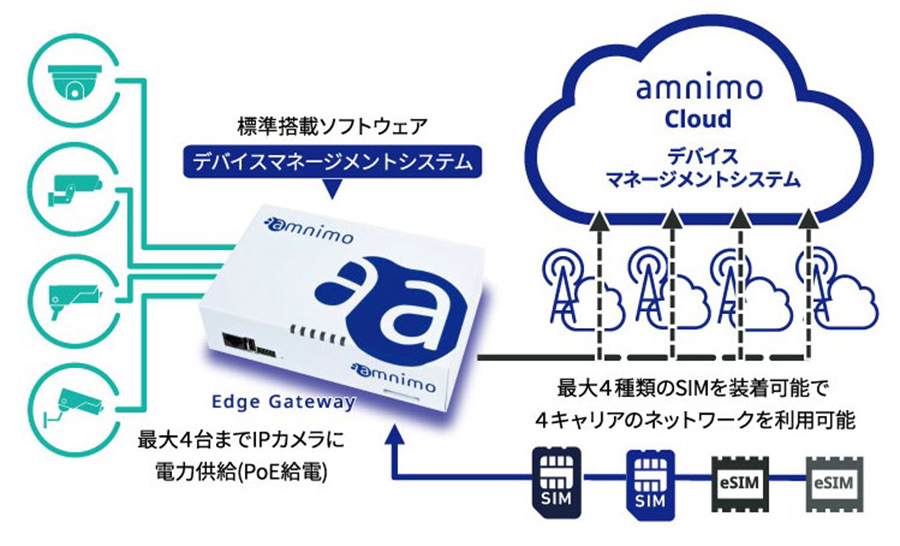 標準搭載ソフトウェア
デバイスマネージメントシステム
amnimo
Cloud
デバイス
マネージメントシステム
amnimo
a
amnimo
Edge Gateway
最大4台までIPカメラに
電力供給(PoE給電)
最大4種類のSIMを装着可能で
4キャリアのネットワークを利用可能
SIM
SIM
eSIM
eSIM